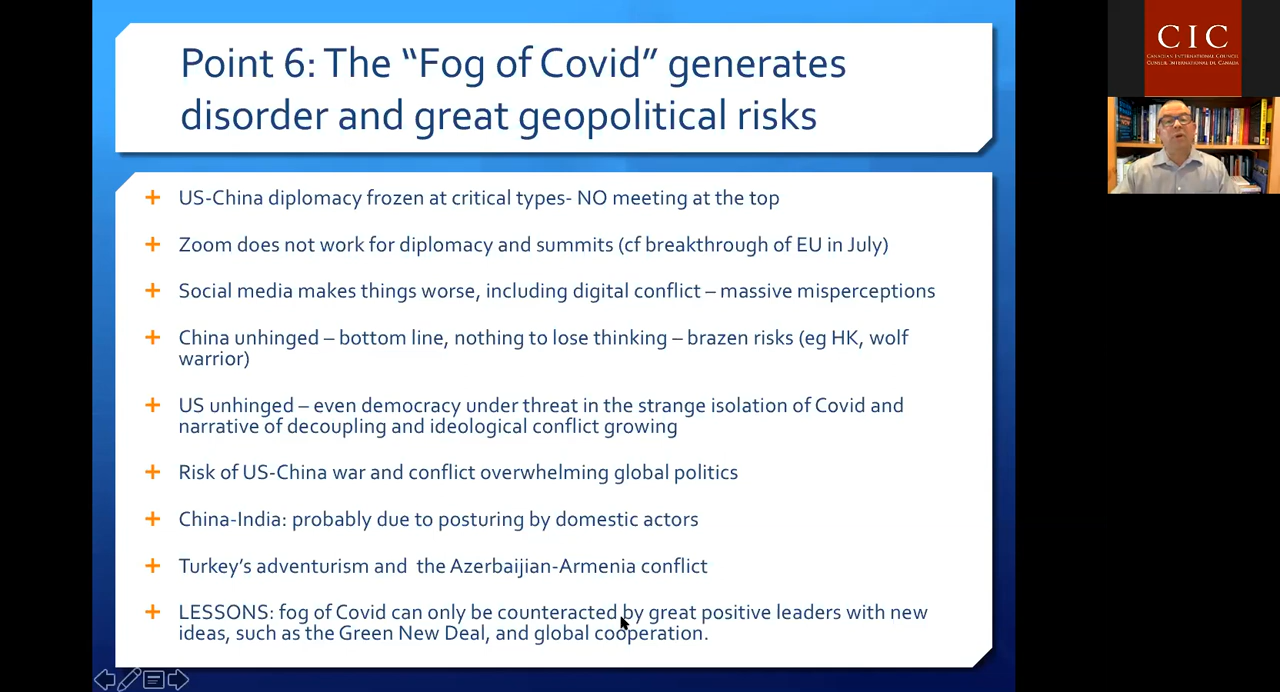 Point 6: The “Fog of Covid” generates
disorder and great geopolitical risks
US-China diplomacy frozen at critical types- NO meeting at the top
Zoom does not work for diplomacy and summits (cf breakthrough of EU in July)
Social media makes things worse, including digital conflict – massive misperceptions
China unhinged – bottom line, nothing to lose thinking – brazen risks (eg HK, wolf
warrior)
US unhinged – even democracy under threat in the strange isolation of Covid and
narrative of decoupling and ideological conflict growing
Risk of US-China war and conflict overwhelming global politics
China-India: probably due to posturing by domestic actors
Turkey’s adventurism and  the Azerbaijian-Armenia conflict
LESSONS: fog of Covid can only be counteracted by great positive leaders with new
ideas, such as the Green New Deal, and global cooperation.
CIC
CANADIAN INTERNATIONAL COUNCIL
CONSEIL INTERNATIONAL DU CANADA